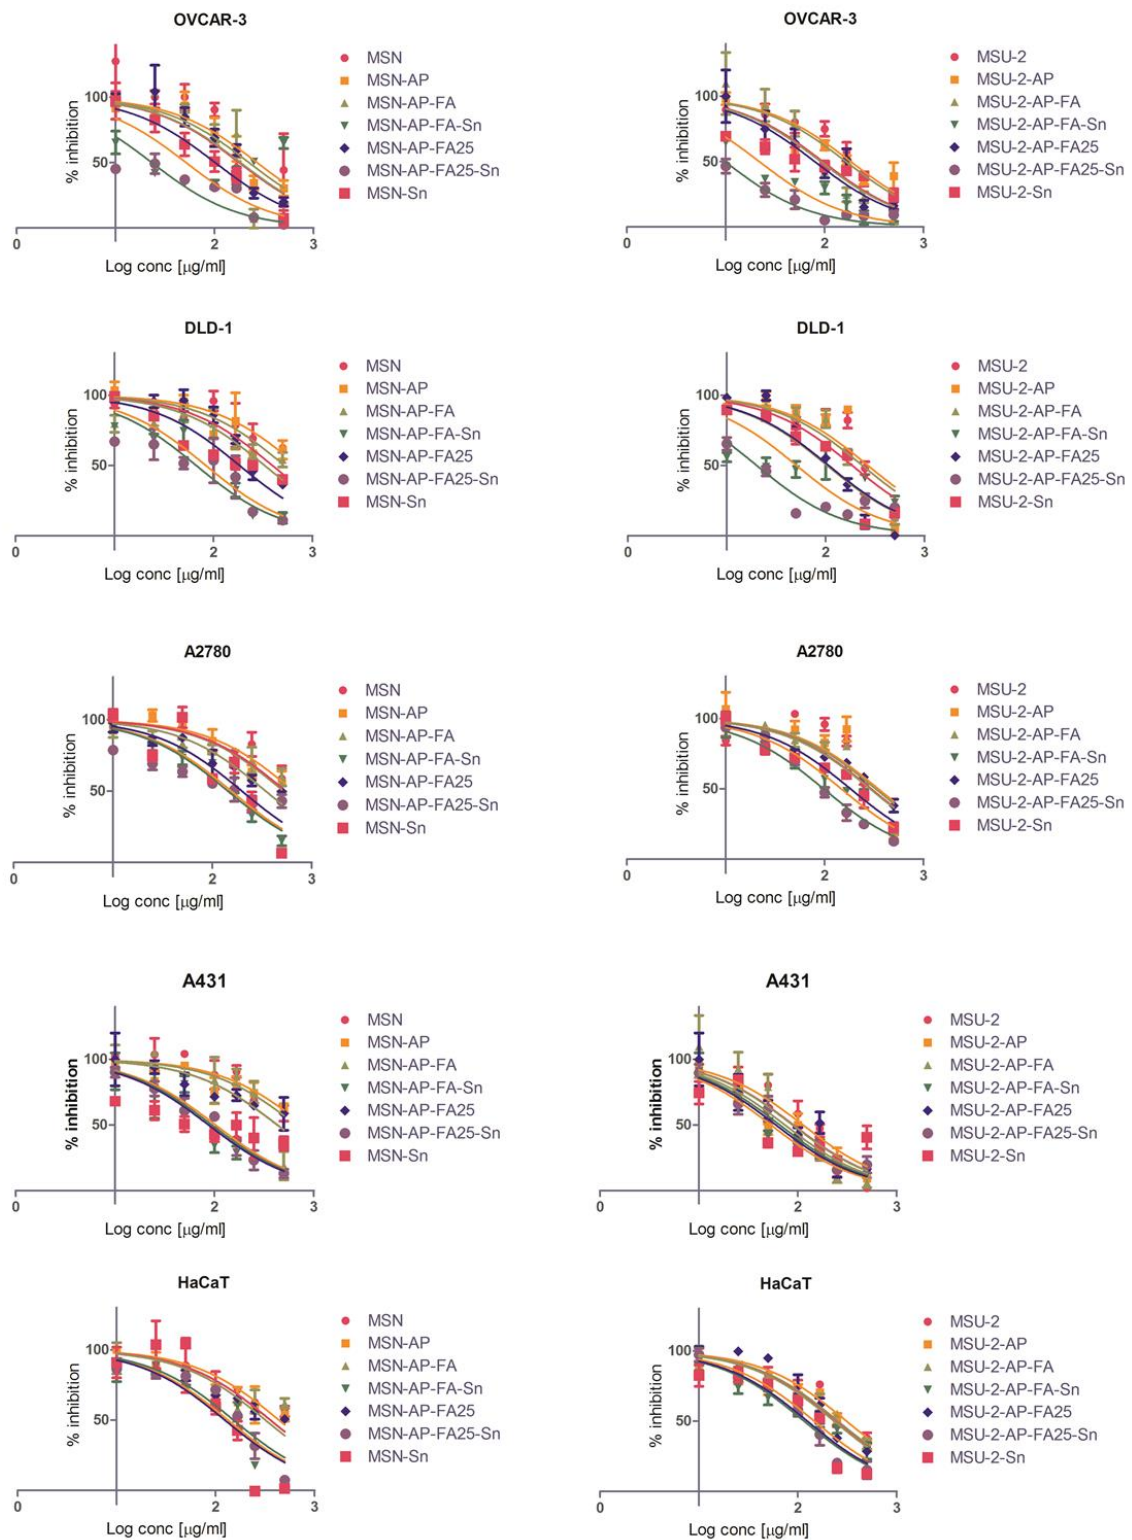 OVCAR-3
100
50
% inhibition
0
2
3
Log conc [µg/ml]
MSN
MSN-AP
MSN-AP-FA
MSN-AP-FA-Sn
MSN-AP-FA25
MSN-AP-FA25-Sn
MSN-Sn
OVCAR-3
100
50
% inhibition
0
2
3
Log conc [µg/ml]
MSU-2
MSU-2-AP
MSU-2-AP-FA
MSU-2-AP-FA-Sn
MSU-2-AP-FA25
MSU-2-AP-FA25-Sn
MSU-2-Sn
DLD-1
100
50
% inhibition
0
2
3
Log conc [µg/ml]
MSN
MSN-AP
MSN-AP-FA
MSN-AP-FA-Sn
MSN-AP-FA25
MSN-AP-FA25-Sn
MSN-Sn
DLD-1
100
50
% inhibition
0
2
3
Log conc [µg/ml]
MSU-2
MSU-2-AP
MSU-2-AP-FA
MSU-2-AP-FA-Sn
MSU-2-AP-FA25
MSU-2-AP-FA25-Sn
MSU-2-Sn
A2780
100
50
% inhibition
0
2
3
Log conc [µg/ml]
MSN
MSN-AP
MSN-AP-FA
MSN-AP-FA-Sn
MSN-AP-FA25
MSN-AP-FA25-Sn
MSN-Sn
A2780
100
50
% inhibition
0
2
3
Log conc [µg/ml]
MSU-2
MSU-2-AP
MSU-2-AP-FA
MSU-2-AP-FA-Sn
MSU-2-AP-FA25
MSU-2-AP-FA25-Sn
MSU-2-Sn
A431
100
50
% inhibition
0
2
3
Log conc [µg/ml]
MSN
MSN-AP
MSN-AP-FA
MSN-AP-FA-Sn
MSN-AP-FA25
MSN-AP-FA25-Sn
MSN-Sn
A431
100
50
% inhibition
0
2
3
Log conc [µg/ml]
MSU-2
MSU-2-AP
MSU-2-AP-FA
MSU-2-AP-FA-Sn
MSU-2-AP-FA25
MSU-2-AP-FA25-Sn
MSU-2-Sn
HaCaT
100
50
% inhibition
0
2
3
Log conc [µg/ml]
MSN
MSN-AP
MSN-AP-FA
MSN-AP-FA-Sn
MSN-AP-FA25
MSN-AP-FA25-Sn
MSN-Sn
HaCaT
100
50
% inhibition
0
2
3
Log conc [µg/ml]
MSU-2
MSU-2-AP
MSU-2-AP-FA
MSU-2-AP-FA-Sn
MSU-2-AP-FA25
MSU-2-AP-FA25-Sn
MSU-2-Sn